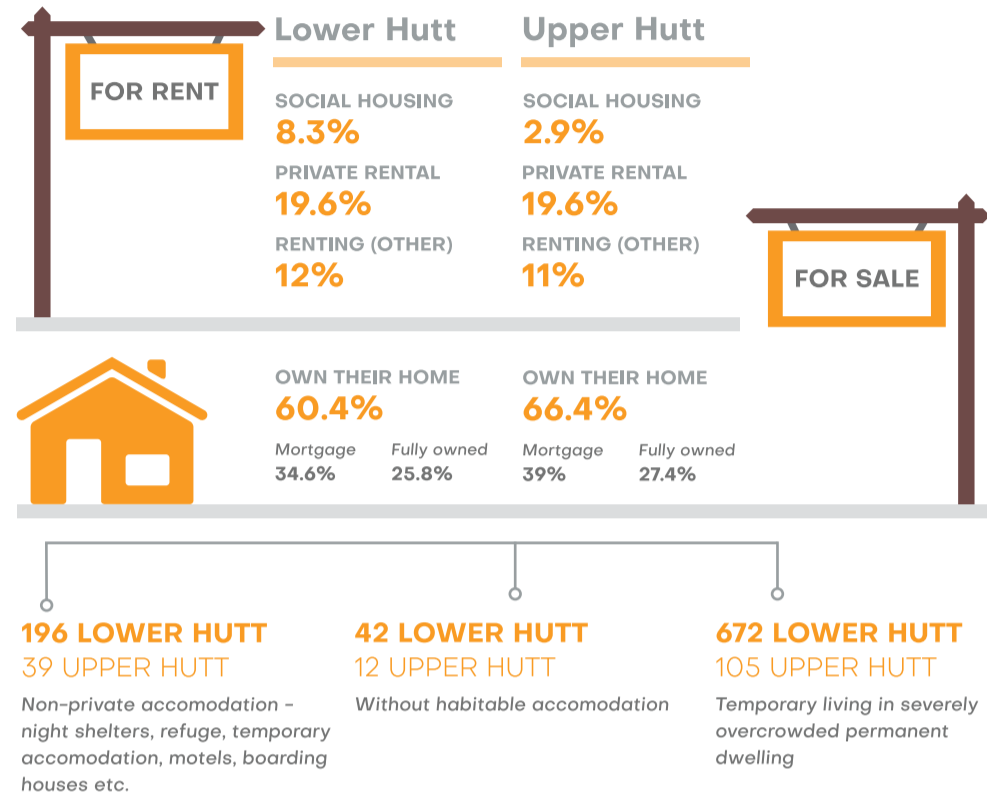 FOR RENT
Lower Hutt
SOCIAL HOUSING
8.3%
PRIVATE RENTAL
19.6%
RENTING (OTHER)
12%
Upper Hutt
SOCIAL HOUSING
2.9%
PRIVATE RENTAL
19.6%
RENTING (OTHER)
11%
FOR SALE
OWN THEIR HOME
60.4%
Mortgage
34.6%
Fully owned
25.8%
OWN THEIR HOME
66.4%
Mortgage
39%
Fully owned
27.4%
196 LOWER HUTT
39 UPPER HUTT
Non-private accomodation –
night shelters, refuge, temporary
accomodation, motels, boarding
houses etc.
42 LOWER HUTT
12 UPPER HUTT
Without habitable accomodation
672 LOWER HUTT
105 UPPER HUTT
Temporary living in severely
overcrowded permanent
dwelling